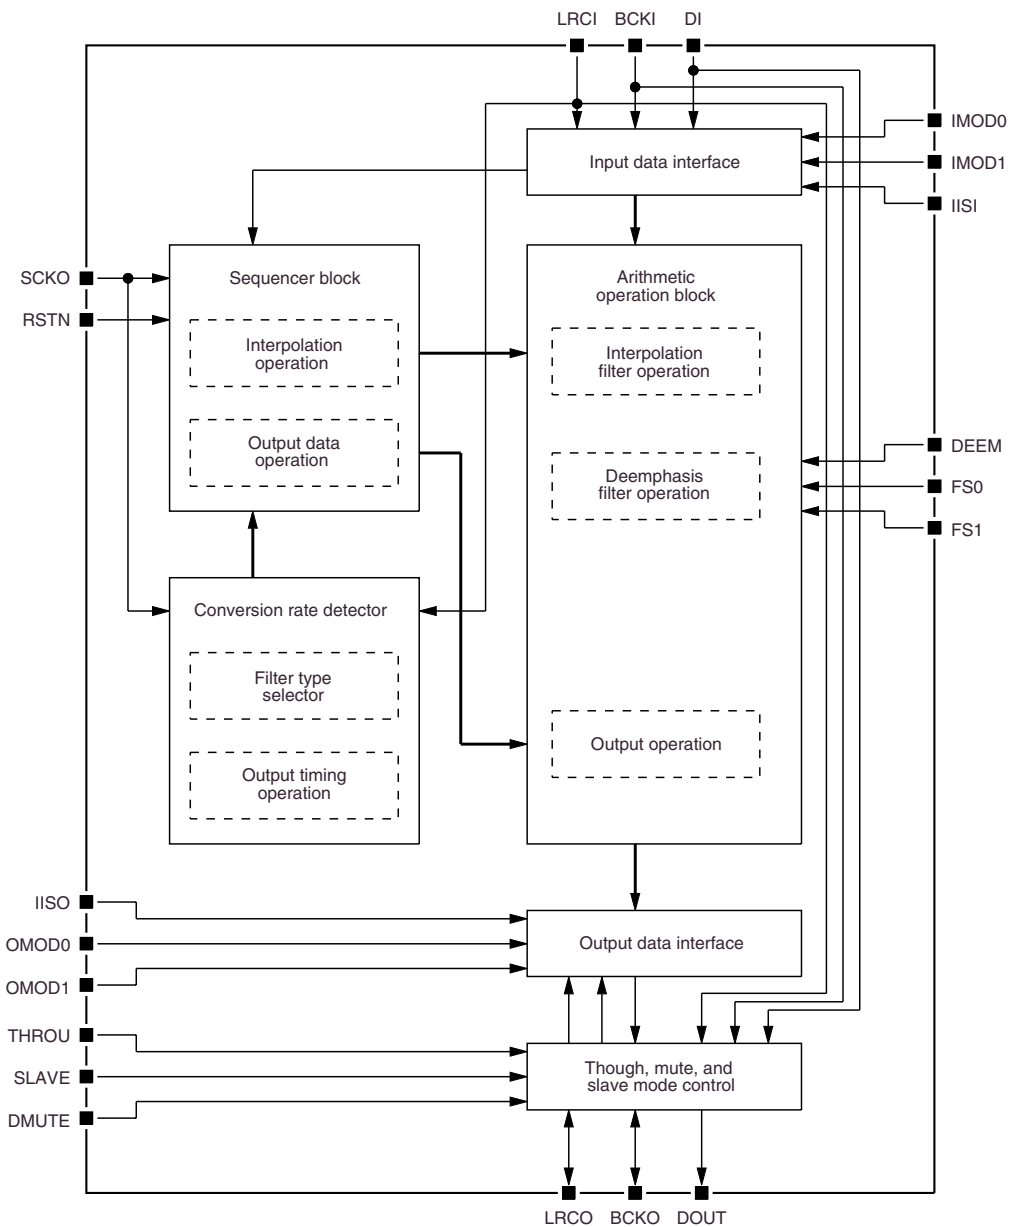 LRCI BCKI DI
IMOD0
Input data interface
IMOD1
IISI
SCKO
Sequencer block
Arithmetic
operation block
RSTN
Interpolation
operation
Interpolation
filter operation
Output data
operation
DEEM
Deemphasis
filter operation
FS0
FS1
Conversion rate detector
Filter type
selector
Output operation
Output timing
operation
IISO
OMOD0
Output data interface
OMOD1
THROU
Though, mute, and
slave mode control
SLAVE
DMUTE
LRCO BCKO DOUT